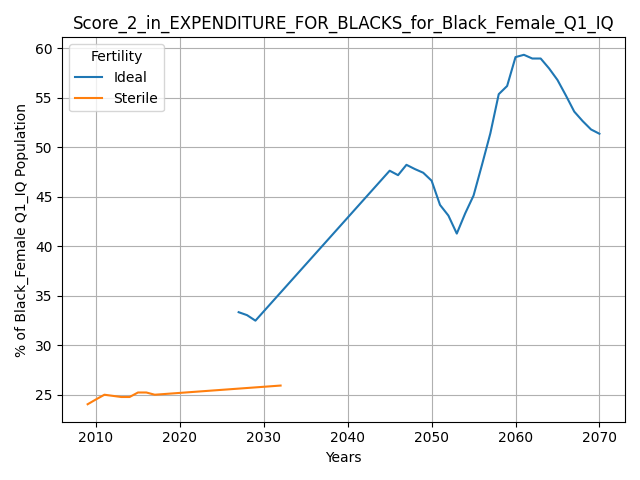 Score_2_in_EXPENDITURE_FOR_BLACKS_for_Black_Female_Q1_IQ
Fertility
Ideal
Sterile
% of Black_Female Q1_IQ Population
60
55
50
45
40
35
30
25
2010 2020 2030 2040 2050 2060 2070
Years